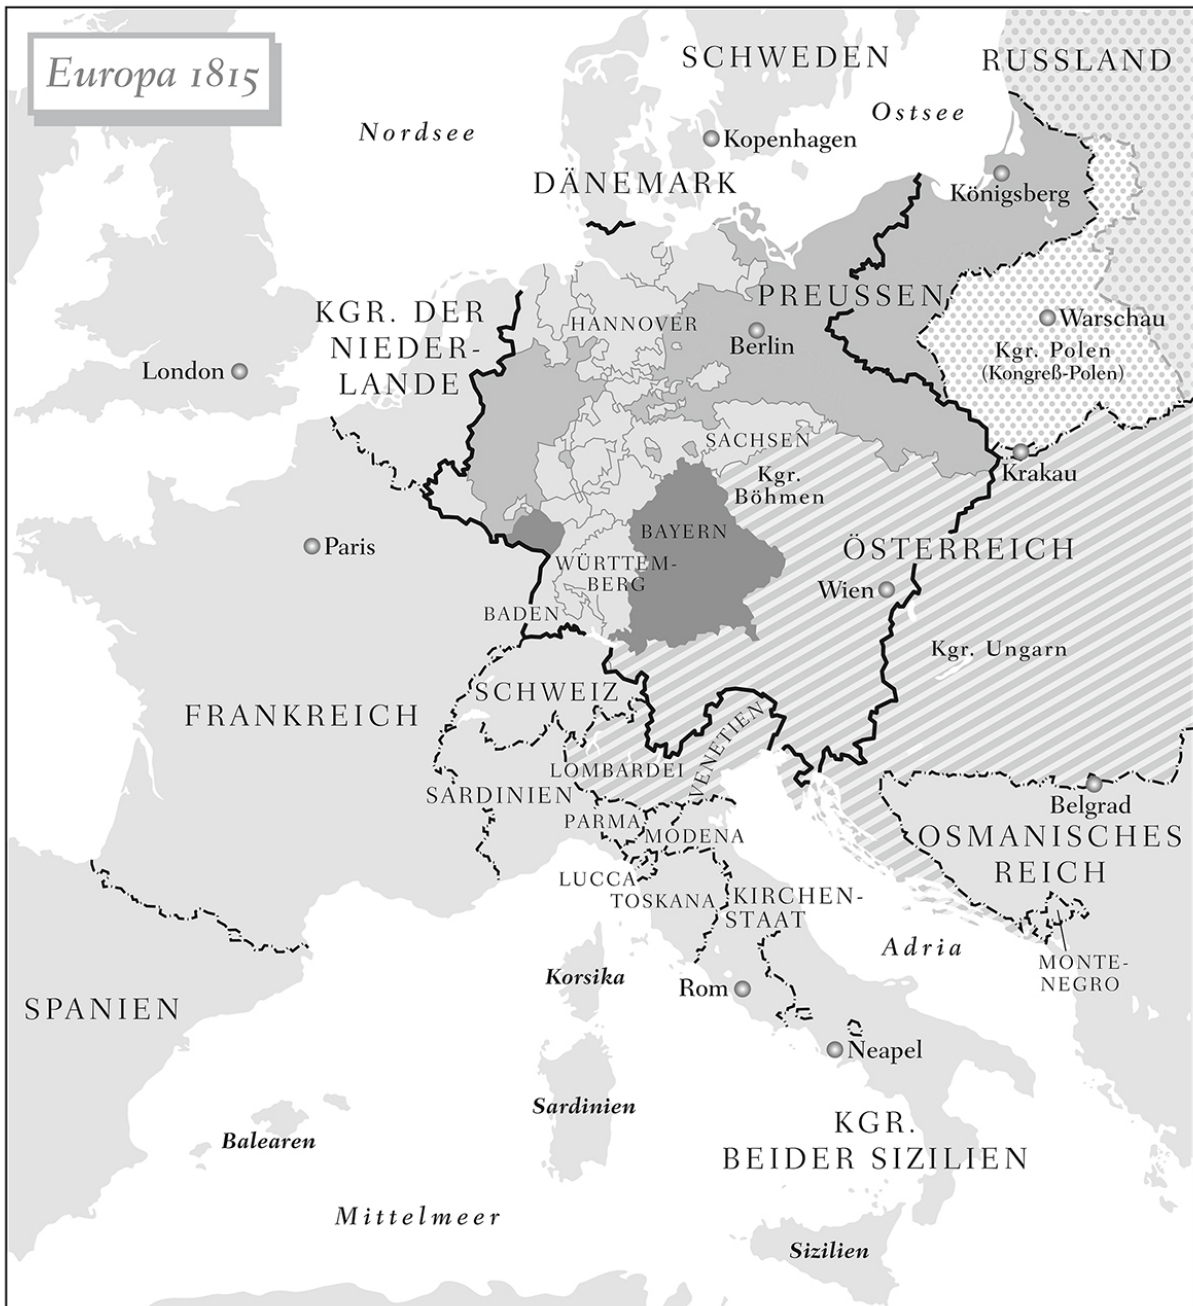 Europa 1815
SCHWEDEN
RUSSLAND
Nordsee
Ostsee
Kopenhagen
DÄNEMARK
Königsberg
KGR. DER
NIEDER-
LANDE
PREUSSEN
HANNOVER
Berlin
Warschau
Kgr. Polen
(Kongreß-Polen)
London
SACHSEN
Kgr.
Böhmen
Krakau
Paris
BAYERN
ÖSTERREICH
WÜRTTEM-
BERG
Wien
BADEN
Kgr. Ungarn
SCHWEIZ
FRANKREICH
VENETIEN
LOMBARDEI
SARDINIEN
Belgrad
PARMA
MODENA
OSMANISCHES
REICH
LUCCA
TOSKANA
KIRCHEN-
STAAT
Adria
MONTE-
NEGRO
Korsika
Rom
SPANIEN
Neapel
Sardinien
Balearen
KGR.
BEIDER SIZILIEN
Mittelmeer
Sizilien